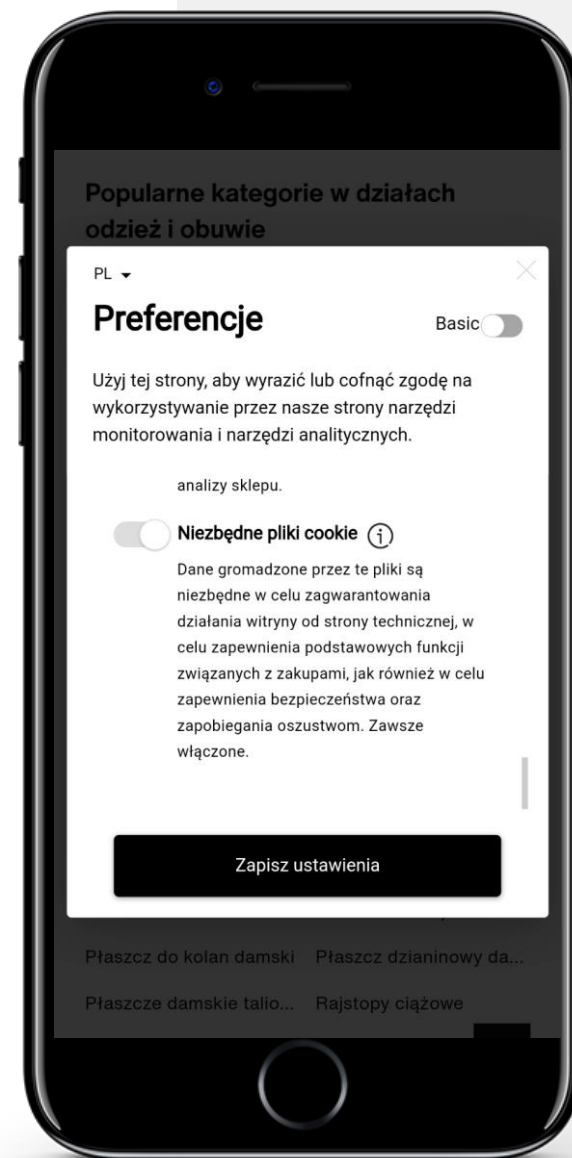 Popularne kategorie w działach
odzież i obuwie
PL
Preferencje
Basic
Użyj tej strony, aby wyrazić lub cofnąć zgodę na
wykorzystywanie przez nasze strony narzędzi
monitorowania i narzędzi analitycznych.
analizy sklepu.
Niezbędne pliki cookie
Dane gromadzone przez te pliki są
niezbędne w celu zagwarantowania
działania witryny od strony technicznej, w
celu zapewnienia podstawowych funkcji
związanych z zakupami, jak również w celu
zapewnienia bezpieczeństwa oraz
zapobiegania oszustwom. Zawsze
włączone.
Zapisz ustawienia
Płaszcz do kolan damski Płaszcz dzianinowy da...
Płaszcze damskie talio... Rajstopy ciążowe